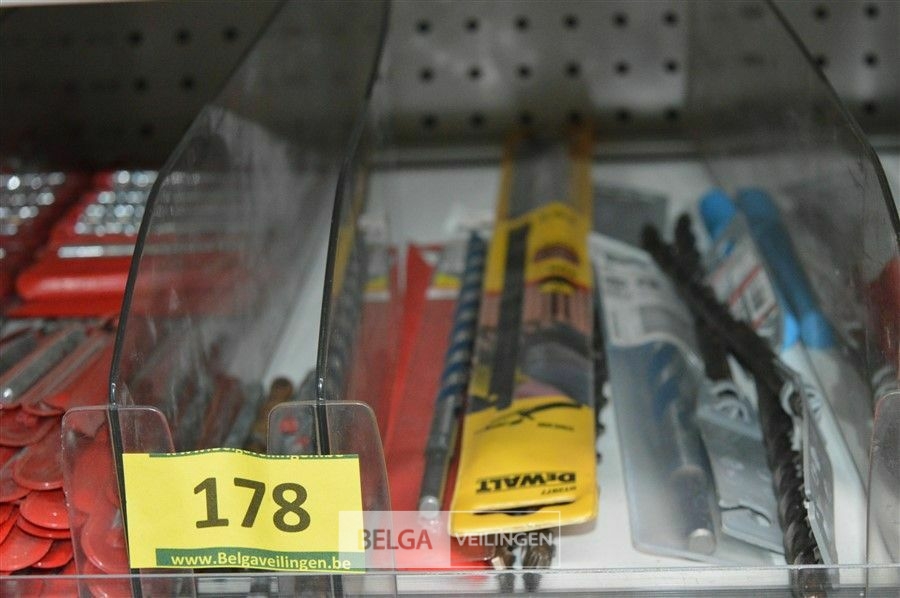 178
www.Belgaveilingen.be
BELGA VEILINGEN
DEWALT